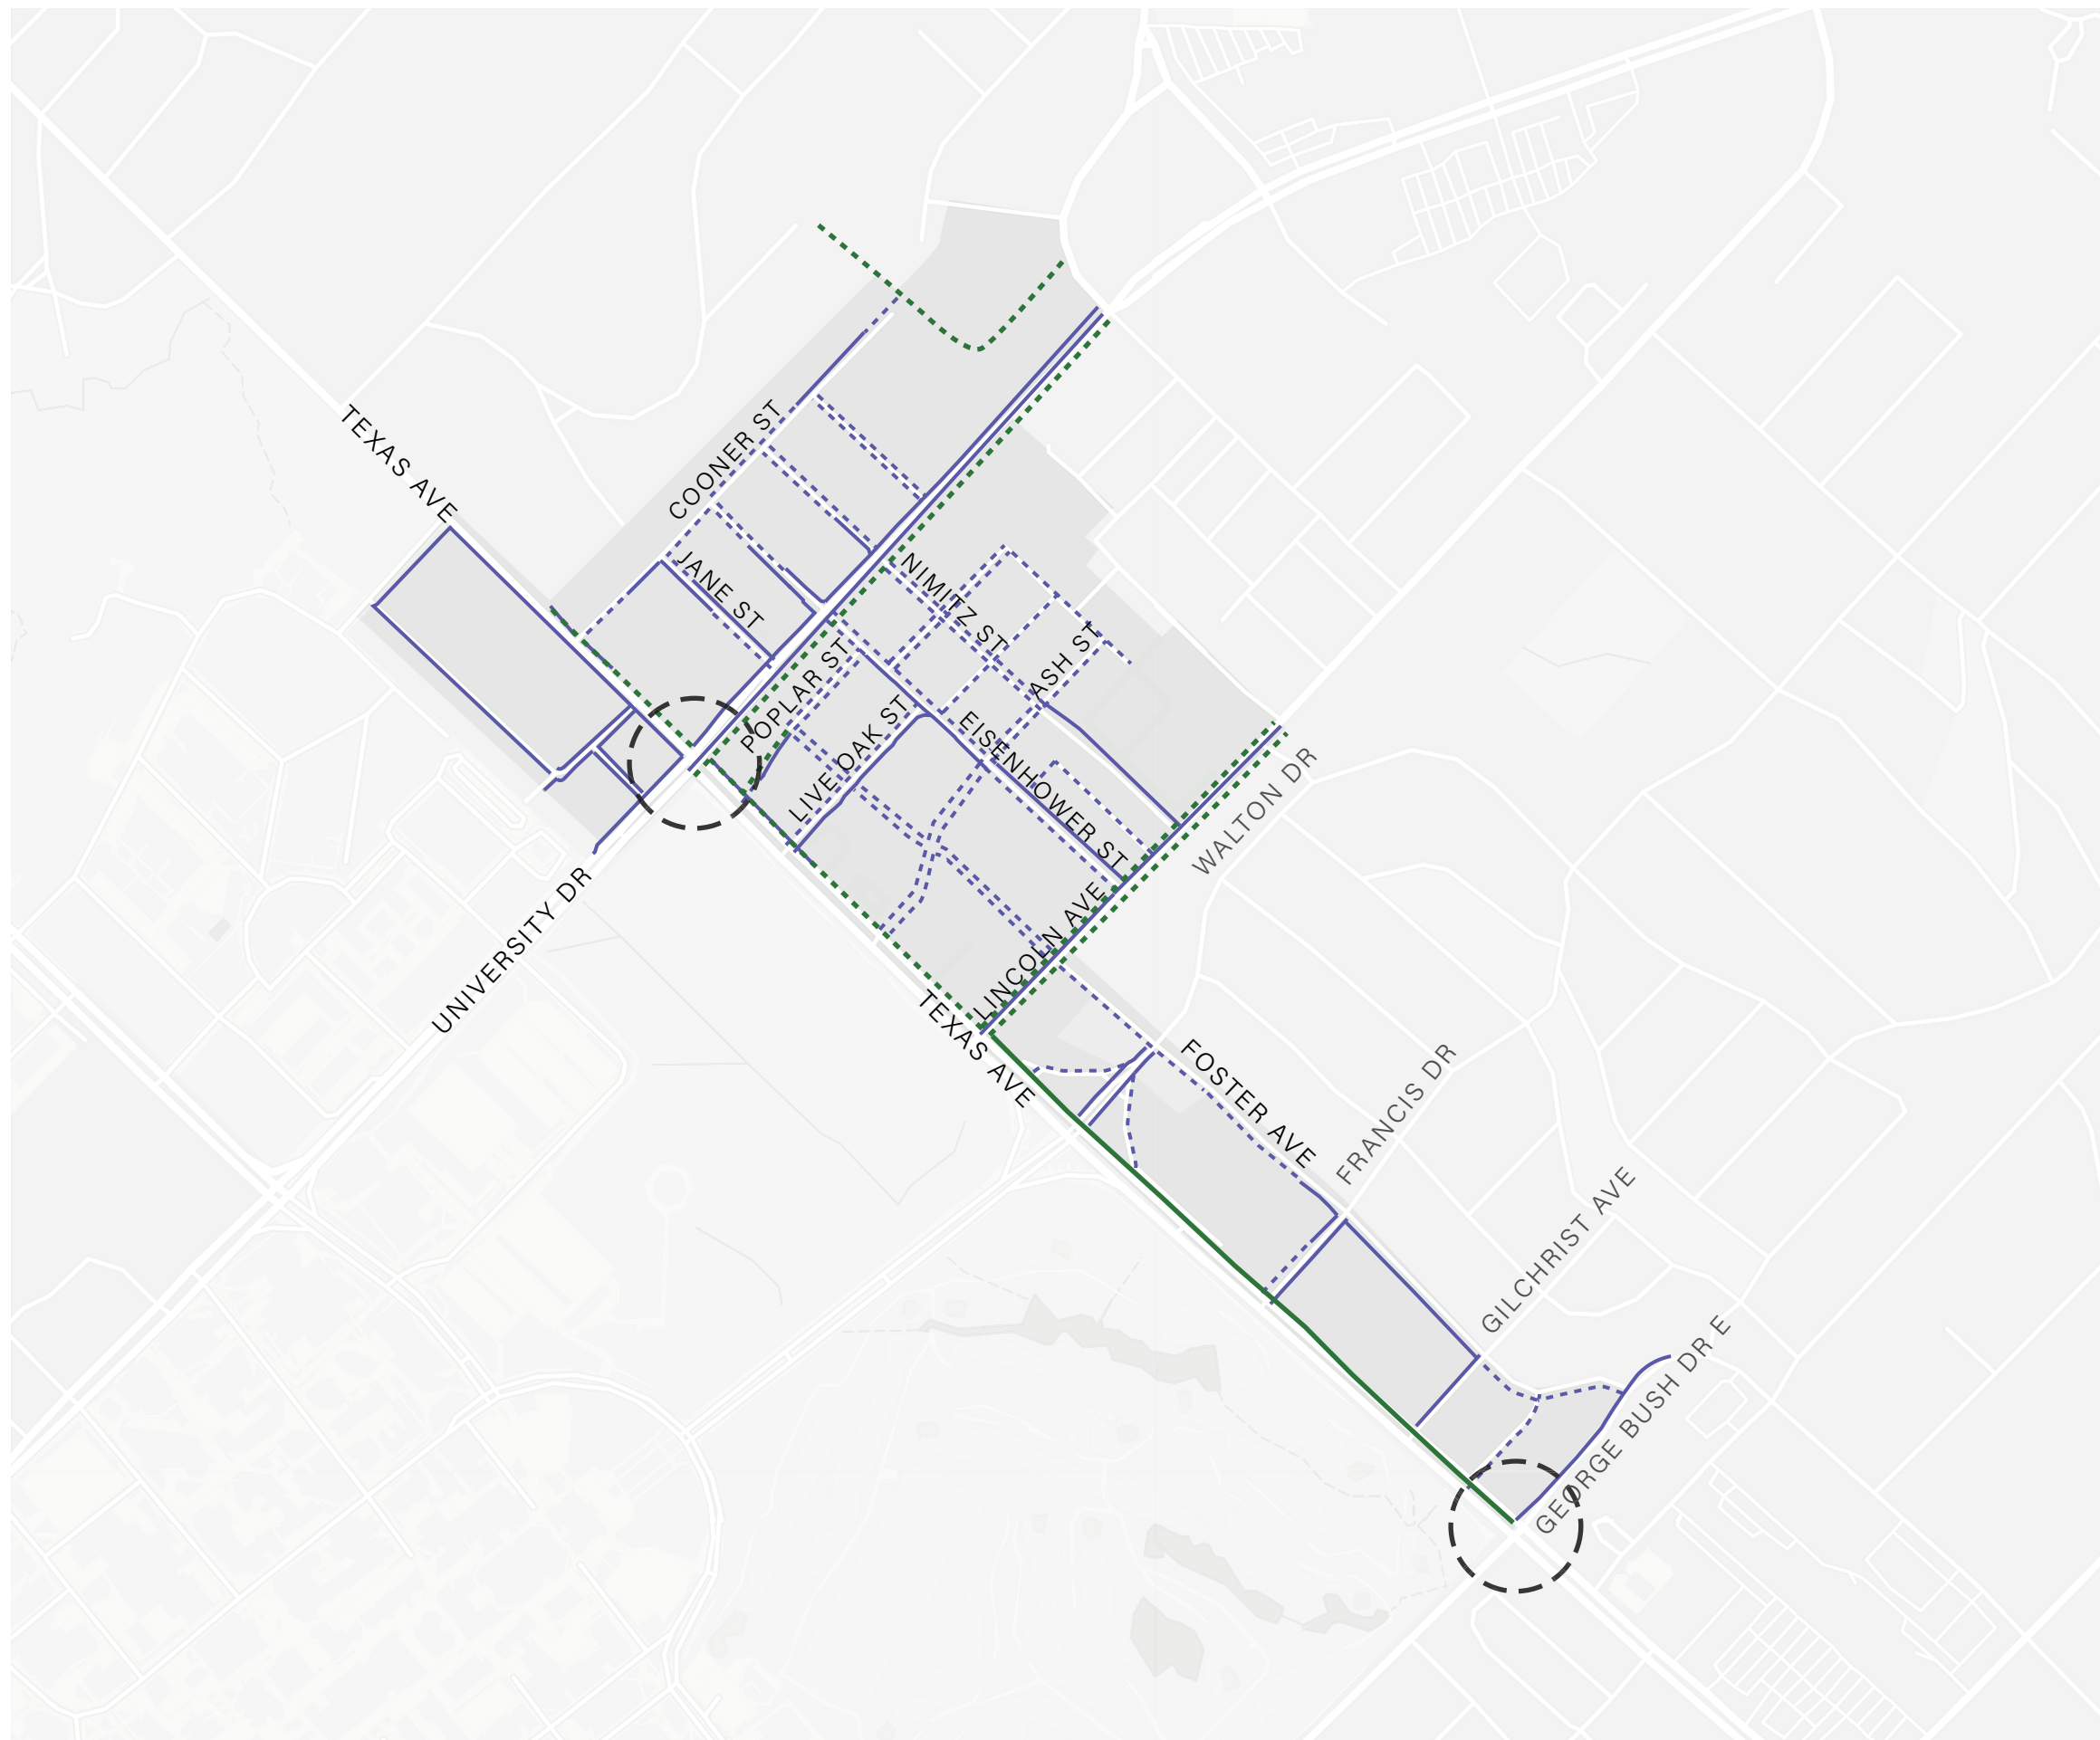 TEXAS AVE
COONER ST
JANE ST
NIMITZ ST
ASH ST
POPLAR ST
LIVE OAK ST
EISENHOWER ST
WALTON DR
UNIVERSITY DR
LINCOLN AVE
TEXAS AVE
FOSTER AVE
FRANCIS DR
GILCHRIST AVE
GEORGE BUSH DR E